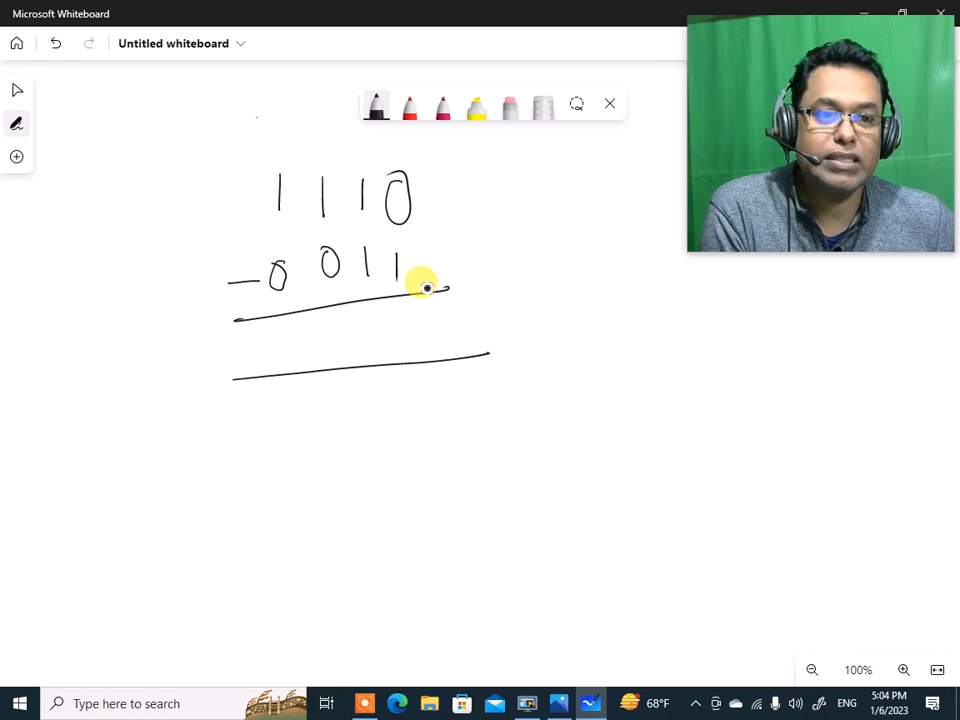 Microsoft Whiteboard
Untitled whiteboard
1 1 1 0
— 0 0 1 1
100%
Type here to search
68°F
ENG
5:04 PM
1/6/2023